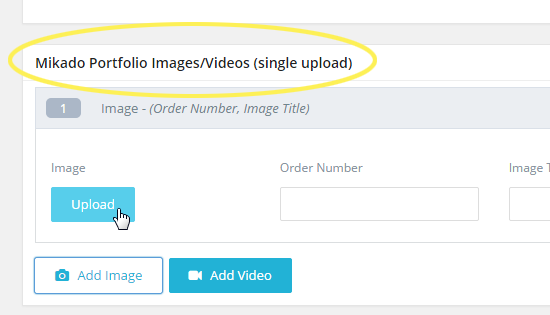 Mikado Portfolio Images/Videos (single upload)
1 Image - (Order Number, Image Title)
Image Order Number Image T
Upload
Add Image Add Video